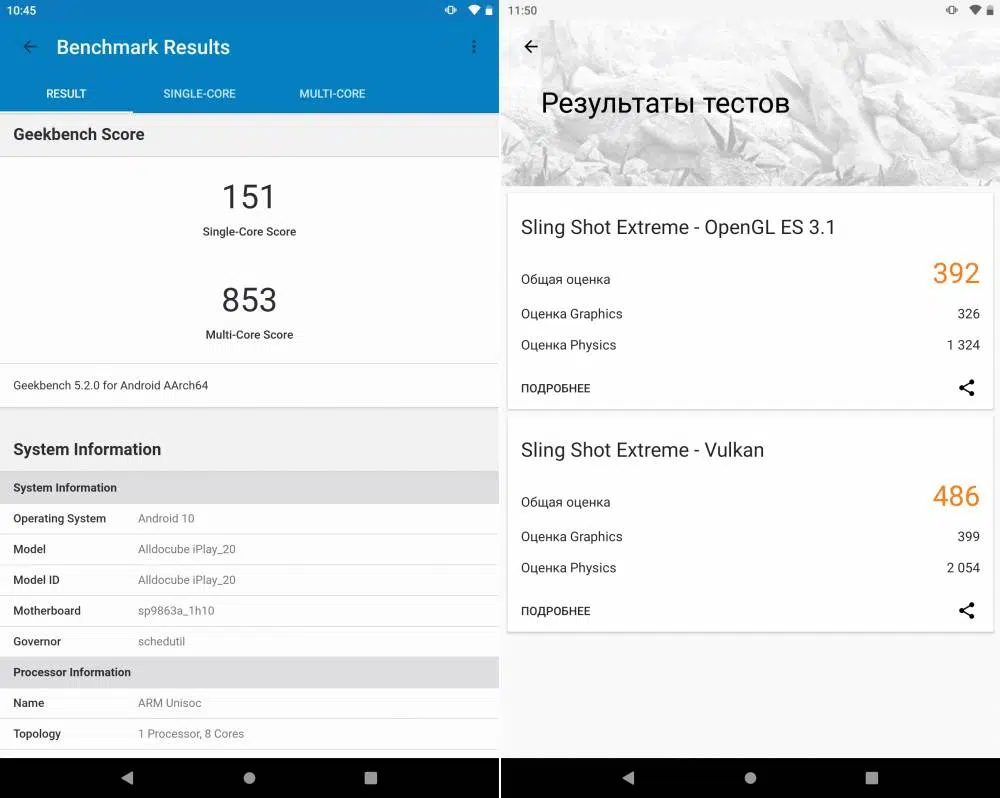 10:45
Benchmark Results
RESULT SINGLE-CORE MULTI-CORE
Geekbench Score
151
Single-Core Score
853
Multi-Core Score
Geekbench 5.2.0 for Android AArch64
System Information
System Information
Operating System Android 10
Model Alldocube iPlay_20
Model ID Alldocube iPlay_20
Motherboard sp9863a_1h10
Governor schedutil
Processor Information
Name ARM Unisoc
Topology 1 Processor, 8 Cores
11:50
Результаты тестов
Sling Shot Extreme - OpenGL ES 3.1
Общая оценка 392
Оценка Graphics 326
Оценка Physics 1 324
ПОДРОБНЕЕ
Sling Shot Extreme - Vulkan
Общая оценка 486
Оценка Graphics 399
Оценка Physics 2 054
ПОДРОБНЕЕ